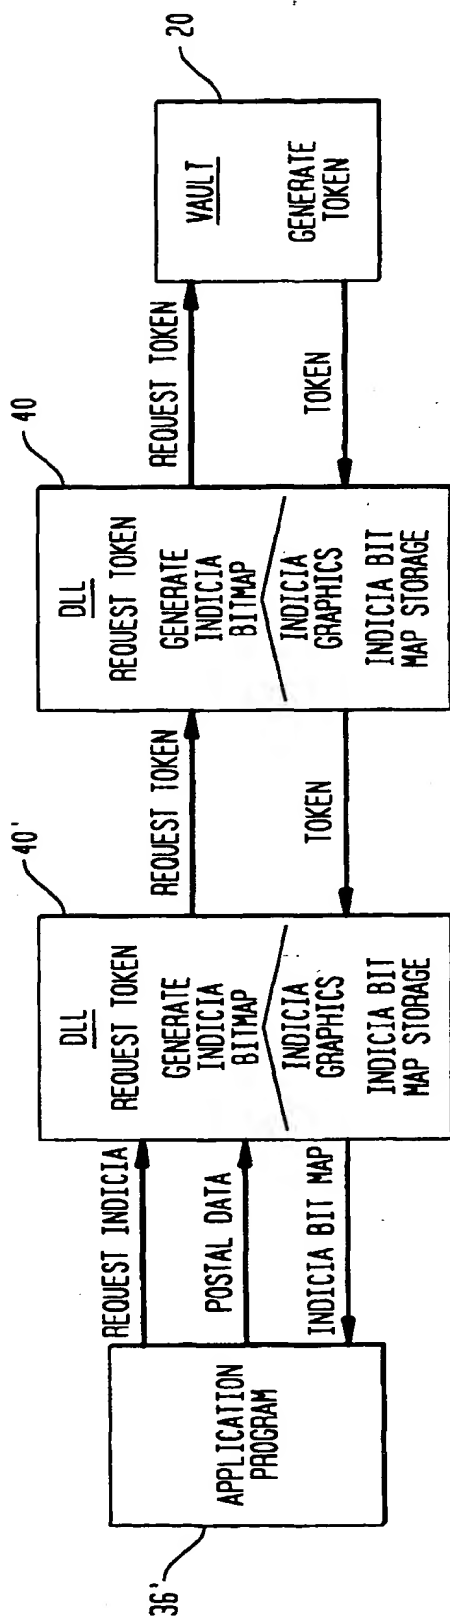 36'
APPLICATION
PROGRAM
REQUEST INDICIA
POSTAL DATA
INDICIA BIT MAP
40'
DLL
REQUEST TOKEN
GENERATE
INDICIA
BITMAP
INDICIA
GRAPHICS
INDICIA BIT
MAP STORAGE
REQUEST TOKEN
TOKEN
40
DLL
REQUEST TOKEN
GENERATE
INDICIA
BITMAP
INDICIA
GRAPHICS
INDICIA BIT
MAP STORAGE
REQUEST TOKEN
TOKEN
20
VAULT
GENERATE
TOKEN